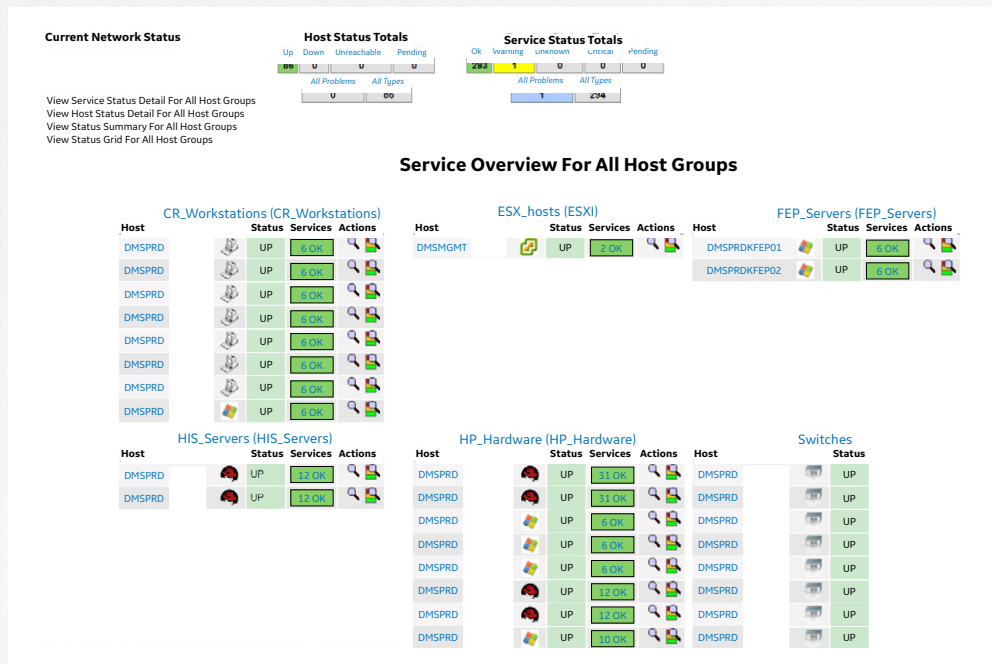 Current Network Status
Host Status Totals
Up Down Unreachable Pending
86 0 0 0
All Problems All Types
0 86
Service Status Totals
Ok Warning Unknown Critical Pending
293 1 0 0 0
All Problems All Types
1 294
View Service Status Detail For All Host Groups
View Host Status Detail For All Host Groups
View Status Summary For All Host Groups
View Status Grid For All Host Groups
Service Overview For All Host Groups
CR_Workstations (CR_Workstations)
Host Status Services Actions
DMSPRD UP 6 OK
DMSPRD UP 6 OK
DMSPRD UP 6 OK
DMSPRD UP 6 OK
DMSPRD UP 6 OK
DMSPRD UP 6 OK
DMSPRD UP 6 OK
DMSPRD UP 6 OK
ESX_hosts (ESXI)
Host Status Services Actions
DMSMGMT UP 2 OK
FEP_Servers (FEP_Servers)
Host Status Services Actions
DMSPRDKFEP01 UP 6 OK
DMSPRDKFEP02 UP 6 OK
HIS_Servers (HIS_Servers)
Host Status Services Actions
DMSPRD UP 12 OK
DMSPRD UP 12 OK
HP_Hardware (HP_Hardware)
Host Status Services Actions
DMSPRD UP 31 OK
DMSPRD UP 31 OK
DMSPRD UP 6 OK
DMSPRD UP 6 OK
DMSPRD UP 6 OK
DMSPRD UP 12 OK
DMSPRD UP 12 OK
DMSPRD UP 10 OK
Switches
Host Status
DMSPRD UP
DMSPRD UP
DMSPRD UP
DMSPRD UP
DMSPRD UP
DMSPRD UP
DMSPRD UP
DMSPRD UP